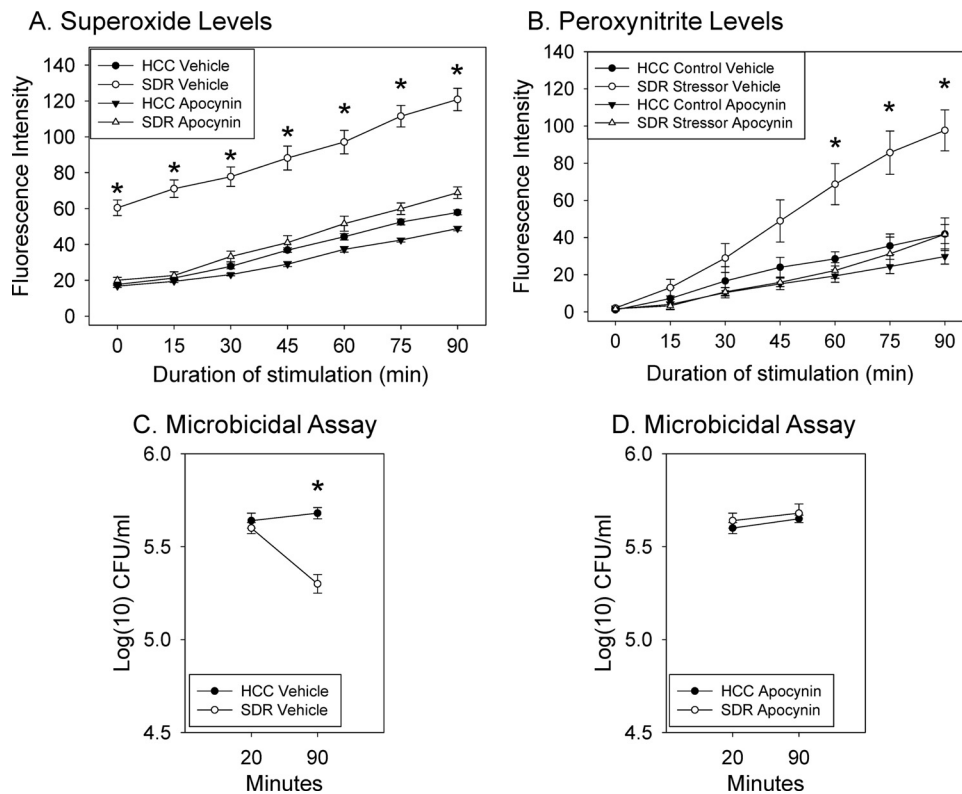 A. Superoxide Levels
Fluorescence Intensity
140
120
100
80
60
40
20
0
HCC Vehicle
SDR Vehicle
HCC Apocynin
SDR Apocynin
* * * * * * *
0 15 30 45 60 75 90
Duration of stimulation (min)
B. Peroxynitrite Levels
Fluorescence Intensity
140
120
100
80
60
40
20
0
HCC Control Vehicle
SDR Stressor Vehicle
HCC Control Apocynin
SDR Stressor Apocynin
* * *
0 15 30 45 60 75 90
Duration of stimulation (min)
C. Microbicidal Assay
Log(10) CFU/ml
6.0
5.5
5.0
4.5
*
HCC Vehicle
SDR Vehicle
20 90
Minutes
D. Microbicidal Assay
Log(10) CFU/ml
6.0
5.5
5.0
4.5
HCC Apocynin
SDR Apocynin
20 90
Minutes